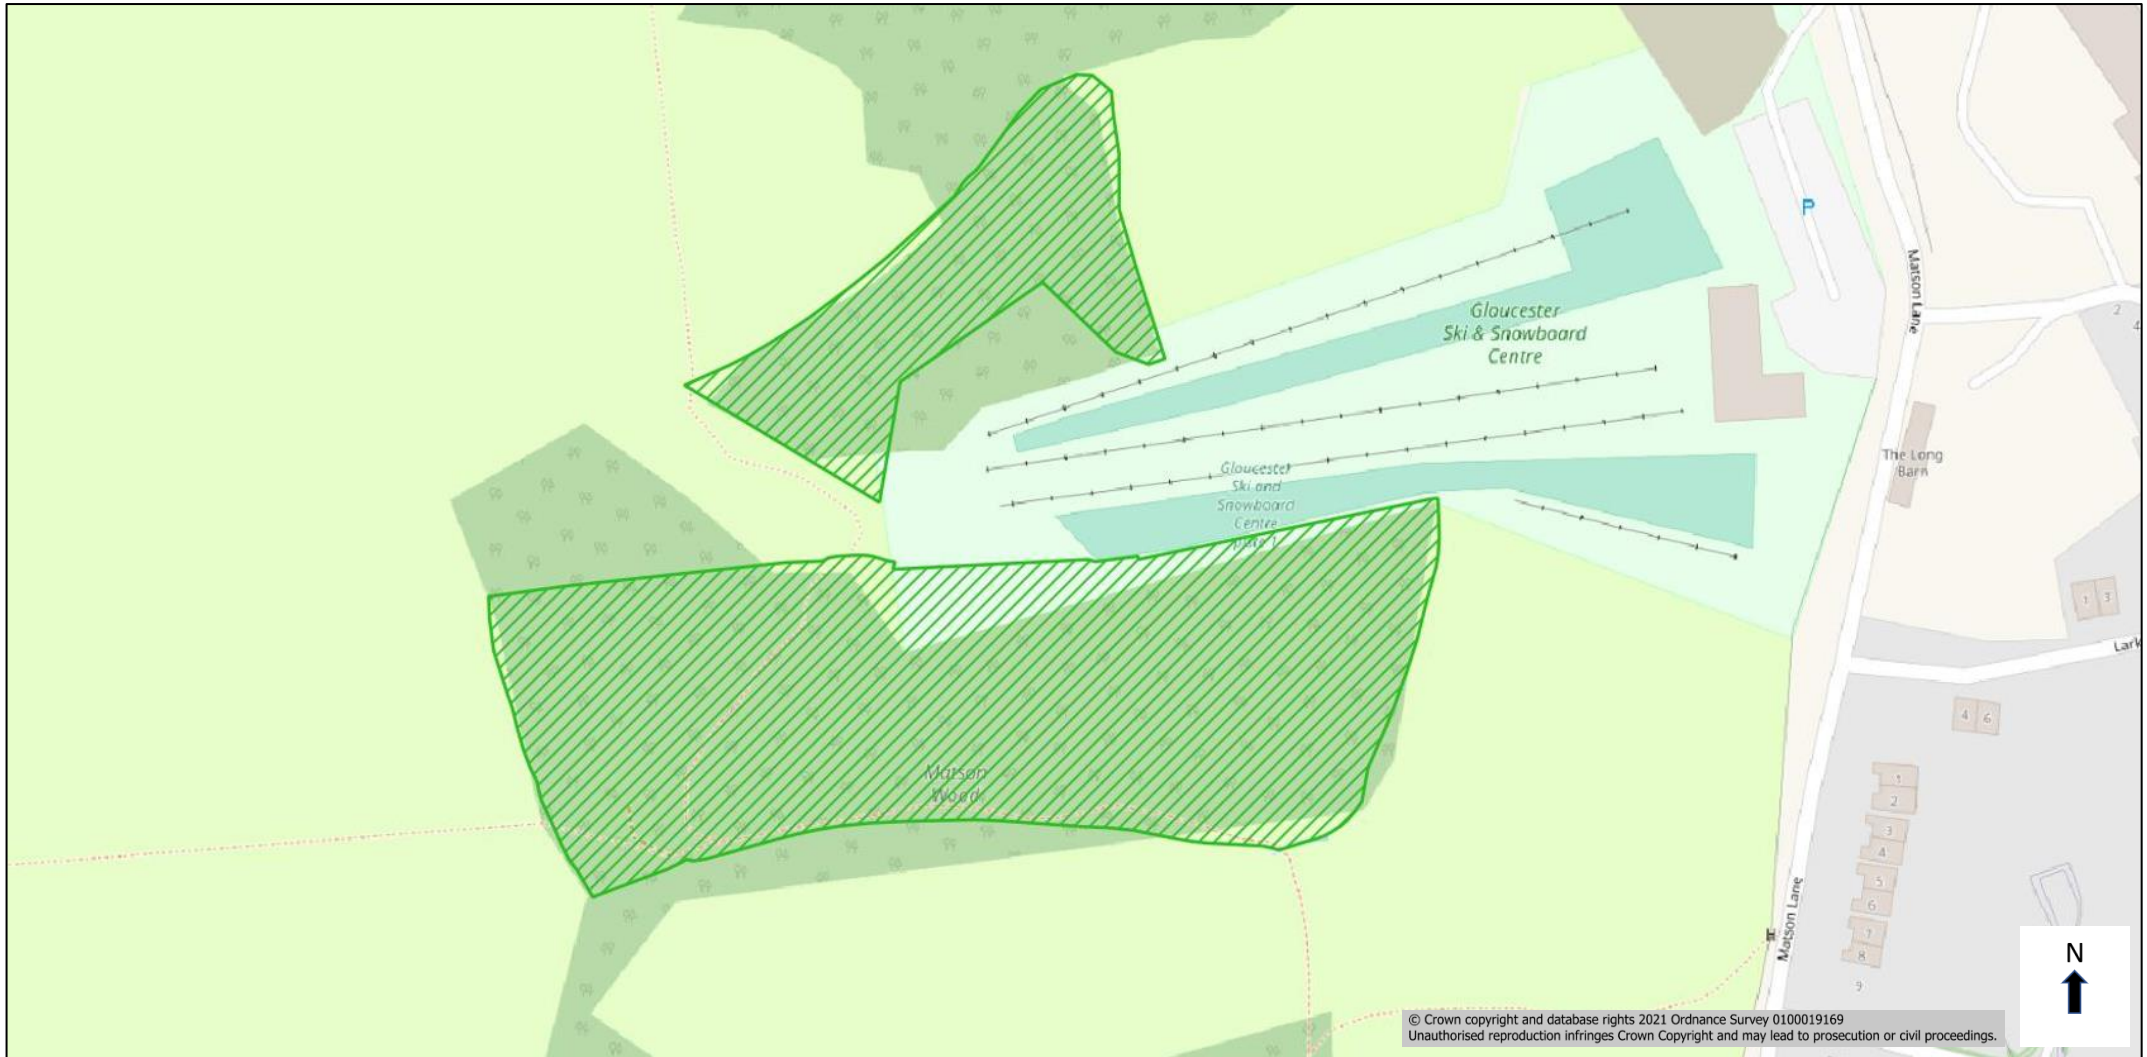 P
Matson Lane
2
4
Gloucester
Ski & Snowboard
Centre
The Long
Barn
Gloucester
Ski and
Snowboard
Centre
1
3
Lark
4
6
Matson
Wood
1
2
3
4
5
6
7
8
9
Matson Lane
N
© Crown copyright and database rights 2021 Ordnance Survey 0100019169
Unauthorised reproduction infringes Crown Copyright and may lead to prosecution or civil proceedings.